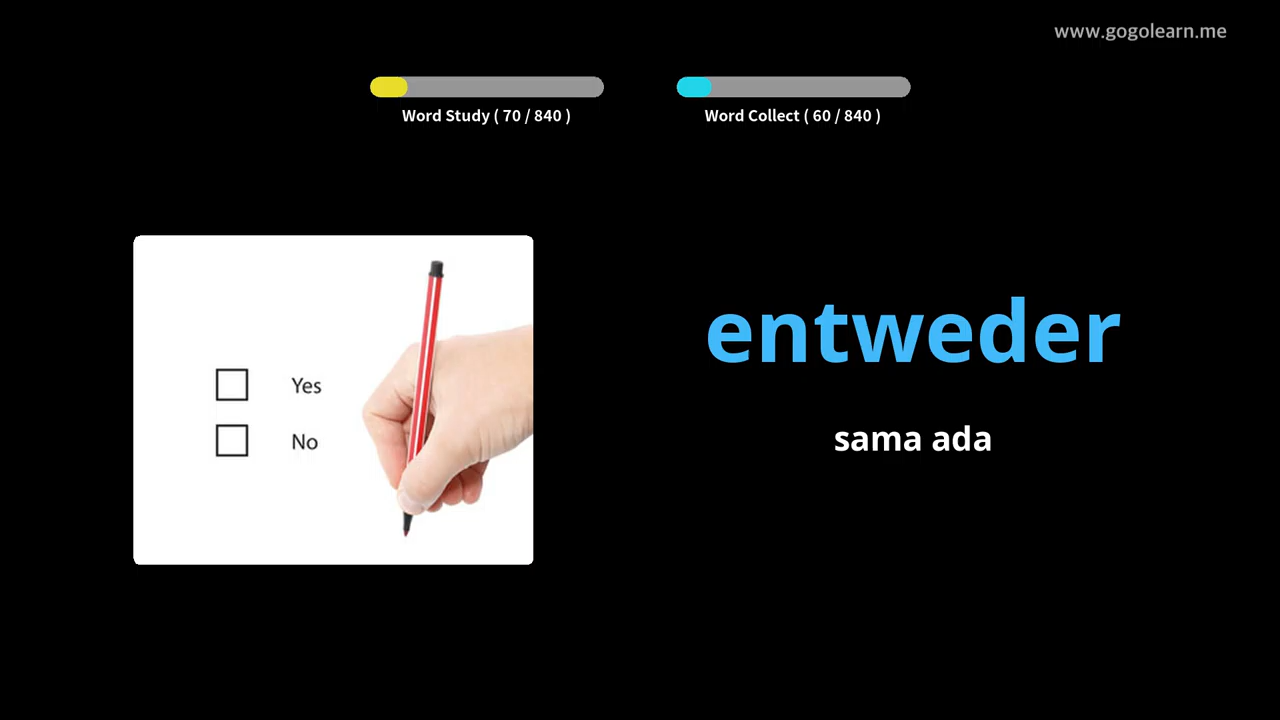 www.gogolearn.me
Word Study ( 70 / 840 )
Word Collect ( 60 / 840 )
Yes
No
entweder
sama ada